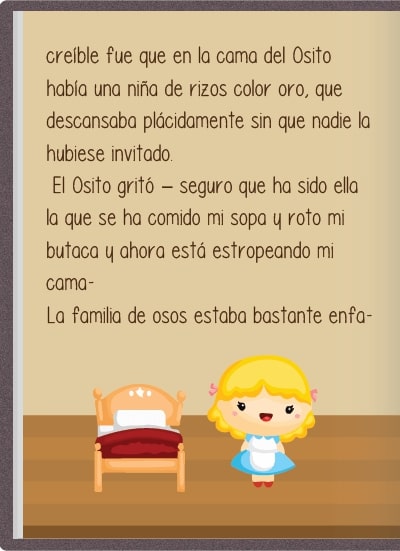 creíble fue que en la cama del Osito
había una niña de rizos color oro, que
descansaba plácidamente sin que nadie la
hubiese invitado.
El Osito gritó – seguro que ha sido ella
la que se ha comido mi sopa y roto mi
butaca y ahora está estropeando mi
cama-
La familia de osos estaba bastante enfa-